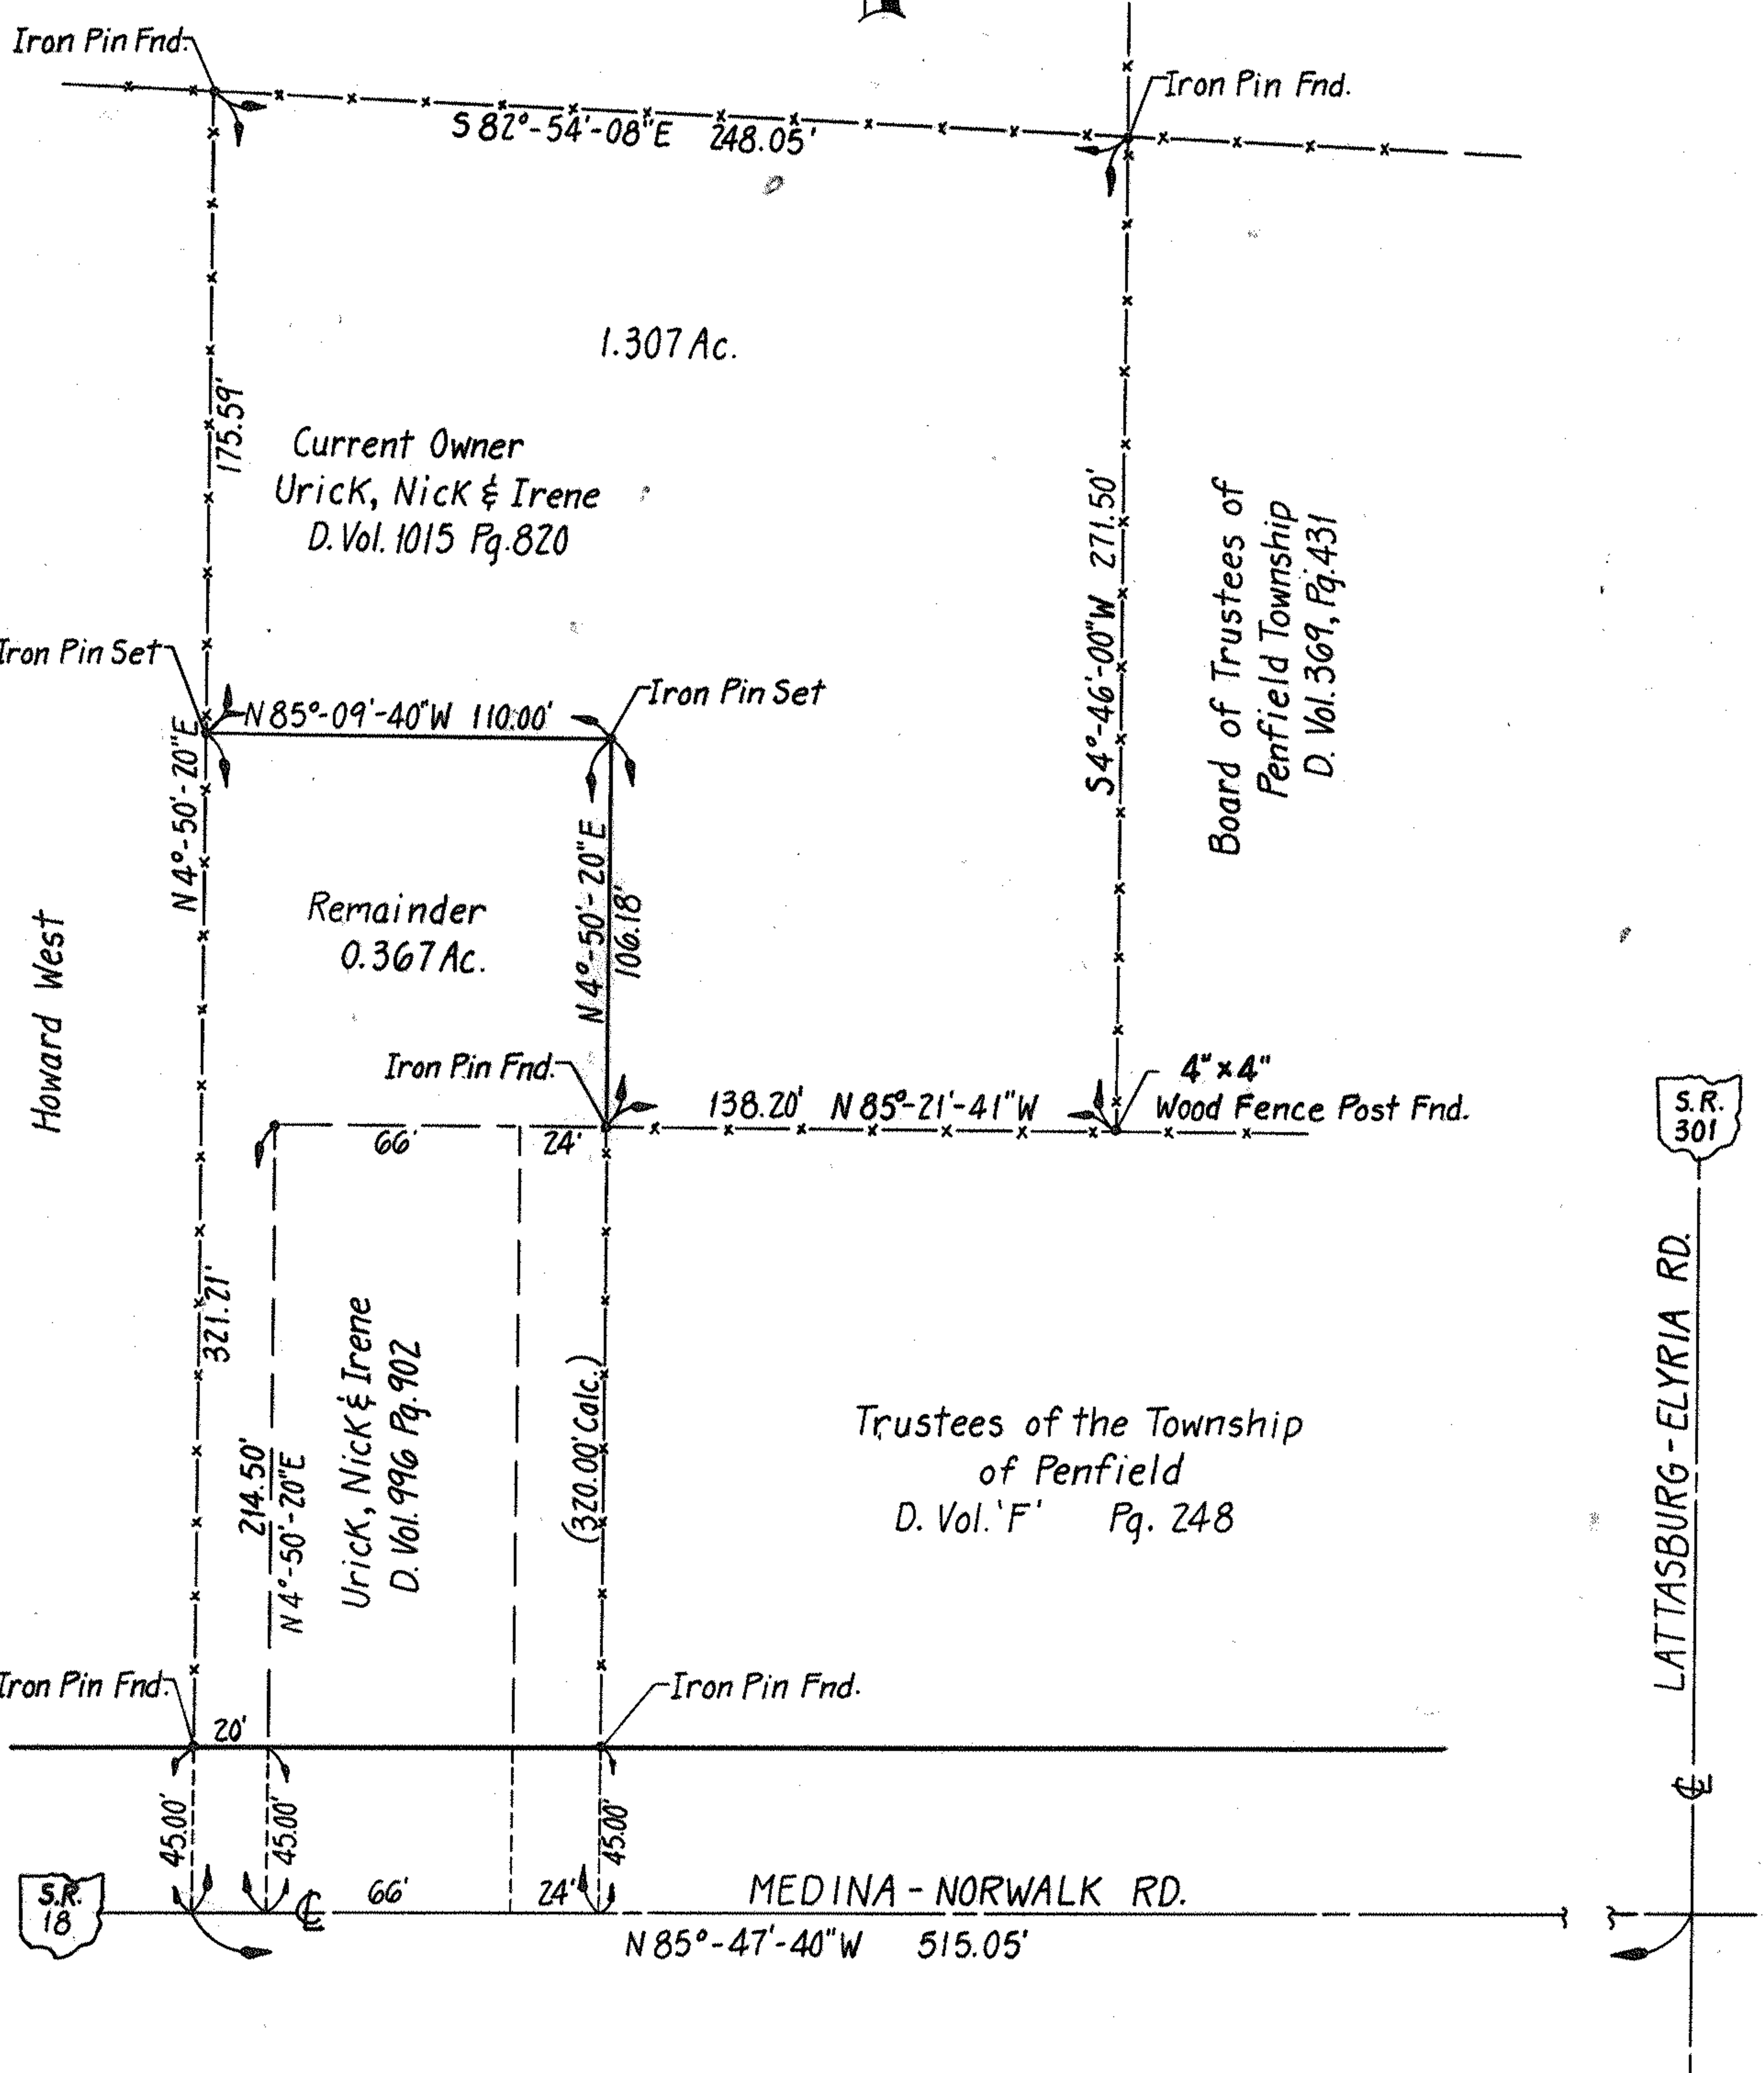 Iron Pin Fnd.
Iron Pin Fnd.
S 82°-54'-08"E 248.05'
1.307 Ac.
175.59'
Current Owner
Urick, Nick & Irene
D. Vol. 1015 Pg. 820
S4°-46'-00"W 271.50'
Board of Trustees of
Penfield Township
D. Vol. 369, Pg. 431
Iron Pin Set
N 85°-09'-40"W 110.00'
Iron Pin Set
N 4°-50'-20"E
Remainder
0.367 Ac.
N 4°-50'-20"E
106.18'
Howard West
Iron Pin Fnd.
138.20' N 85°-21'-41"W
4" x 4"
Wood Fence Post Fnd.
66'
24'
S.R.
301
321.21'
214.50'
N 4°-50'-20"E
Urick, Nick & Irene
D. Vol. 996 Pg. 902
(320.00' Calc.)
Trustees of the Township
of Penfield
D. Vol. 'F' Pg. 248
LATTASBURG - ELYRIA RD.
Iron Pin Fnd.
Iron Pin Fnd.
20'
45.00'
45.00'
45.00'
S.R.
18
66'
24'
MEDINA - NORWALK RD.
N 85°-47'-40"W 515.05'